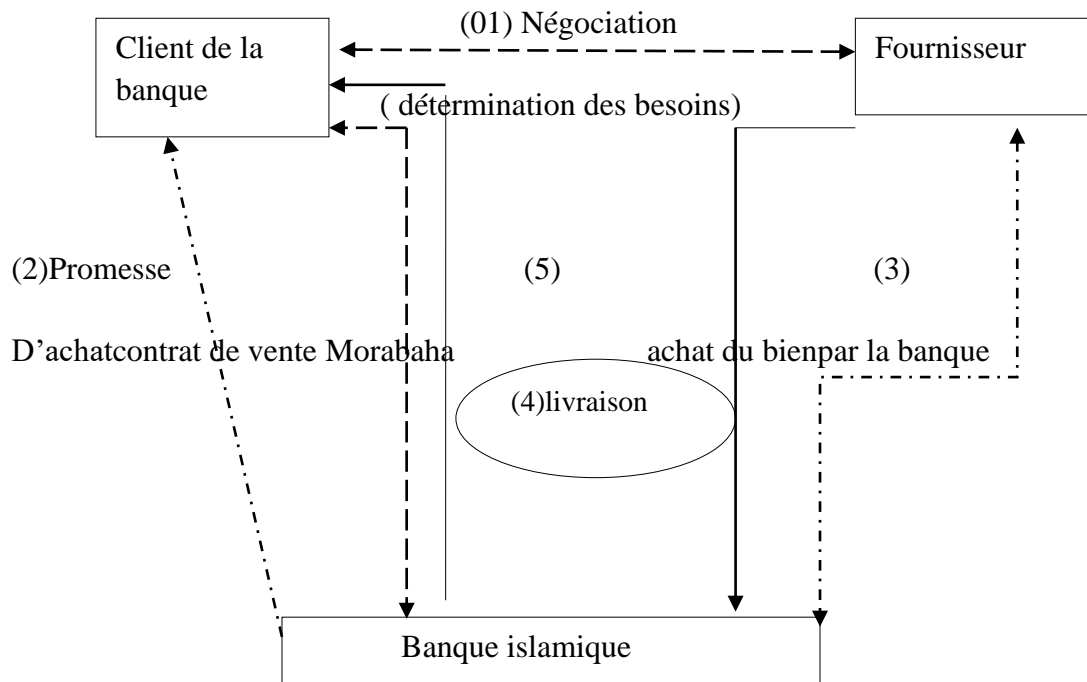 (01) Négociation
Client de la
banque
Fournisseur
( détermination des besoins)
(2)Promesse
(5)
(3)
D’achatcontrat de vente Morabaha
achat du bienpar la banque
(4)livraison
Banque islamique